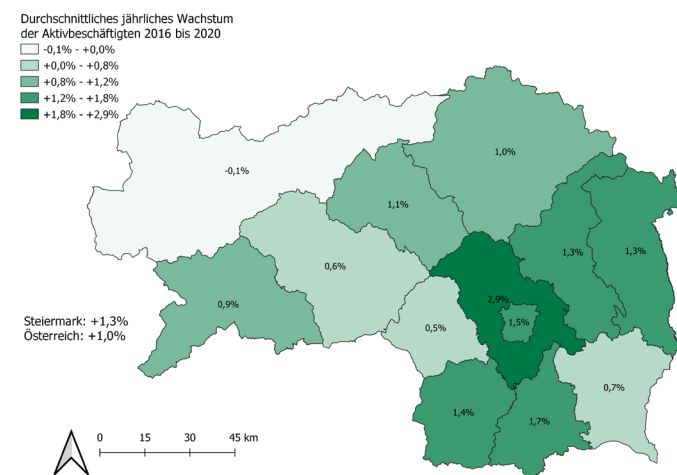 Durchschnittliches jährliches Wachstum
der Aktivbeschäftigten 2016 bis 2020
-0,1% - +0,0%
+0,0% - +0,8%
+0,8% - +1,2%
+1,2% - +1,8%
+1,8% - +2,9%
1,0%
-0,1%
1,1%
1,3%
1,3%
0,6%
2,9%
0,9%
1,5%
0,5%
Steiermark: +1,3%
Österreich: +1,0%
0,7%
1,4%
1,7%
0 15 30 45 km